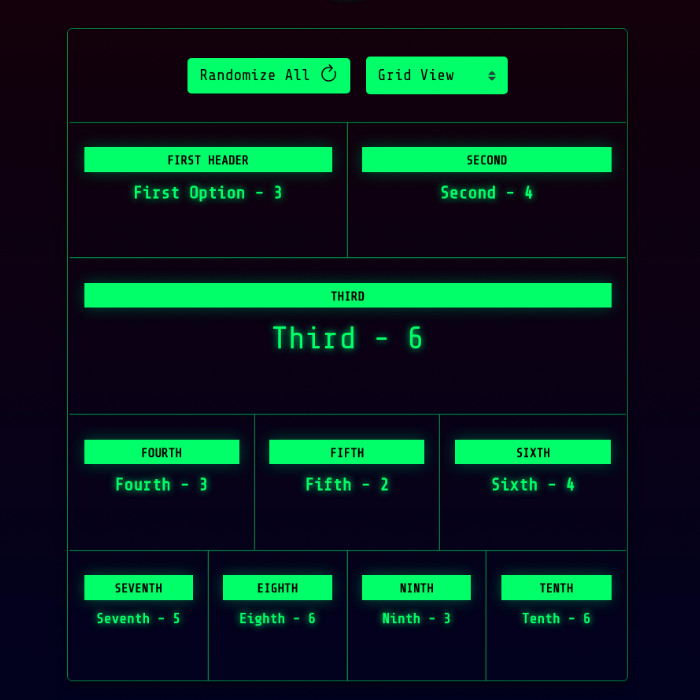 Randomize All
Grid View
FIRST HEADER
First Option - 3
SECOND
Second - 4
THIRD
Third - 6
FOURTH
Fourth - 3
FIFTH
Fifth - 2
SIXTH
Sixth - 4
SEVENTH
Seventh - 5
EIGHTH
Eighth - 6
NINTH
Ninth - 3
TENTH
Tenth - 6